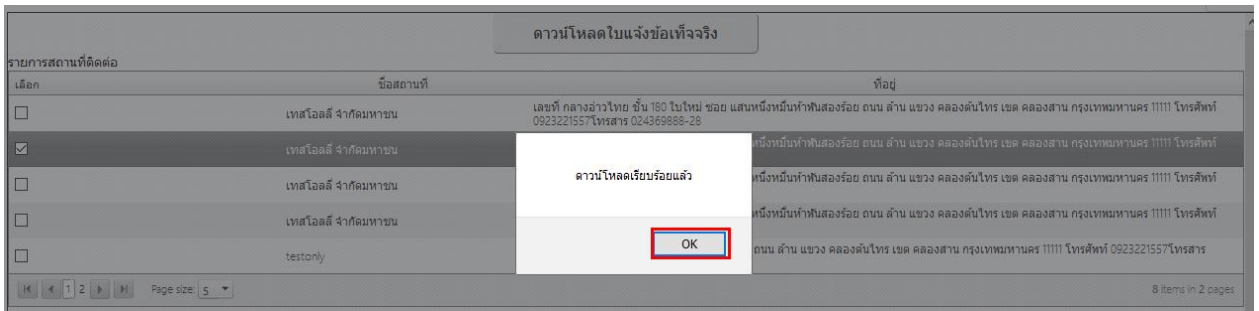 ดาวน์โหลดใบแจ้งข้อเท็จจริง
รายการสถานที่ติดต่อ
เลือก ชื่อสถานที่ ที่อยู่
เทสโอลลี่ จำกัดมหาชน เลขที่ กลางอ่าวไทย ชั้น 180 ใบใหม่ ซอย แสนหนึ่งหมื่นห้าพันสองร้อย ถนน ล้าน แขวง คลองต้นไทร เขต คลองสาน กรุงเทพมหานคร 11111 โทรศัพท์
0923221557โทรสาร 024369888-28
เทสโอลลี่ จำกัดมหาชน หนึ่งหมื่นห้าพันสองร้อย ถนน ล้าน แขวง คลองต้นไทร เขต คลองสาน กรุงเทพมหานคร 11111 โทรศัพท์
ดาวน์โหลดเรียบร้อยแล้ว
เทสโอลลี่ จำกัดมหาชน หนึ่งหมื่นห้าพันสองร้อย ถนน ล้าน แขวง คลองต้นไทร เขต คลองสาน กรุงเทพมหานคร 11111 โทรศัพท์
เทสโอลลี่ จำกัดมหาชน หนึ่งหมื่นห้าพันสองร้อย ถนน ล้าน แขวง คลองต้นไทร เขต คลองสาน กรุงเทพมหานคร 11111 โทรศัพท์
OK
testonly ถนน ล้าน แขวง คลองต้นไทร เขต คลองสาน กรุงเทพมหานคร 11111 โทรศัพท์ 0923221557โทรสาร
1 2 Page size: 5 8 items in 2 pages